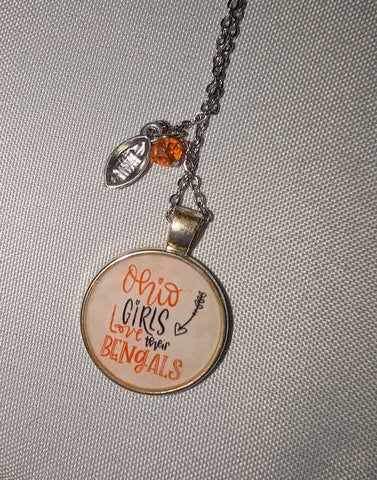 Ohio
GIRLS
Love their
BENGALS